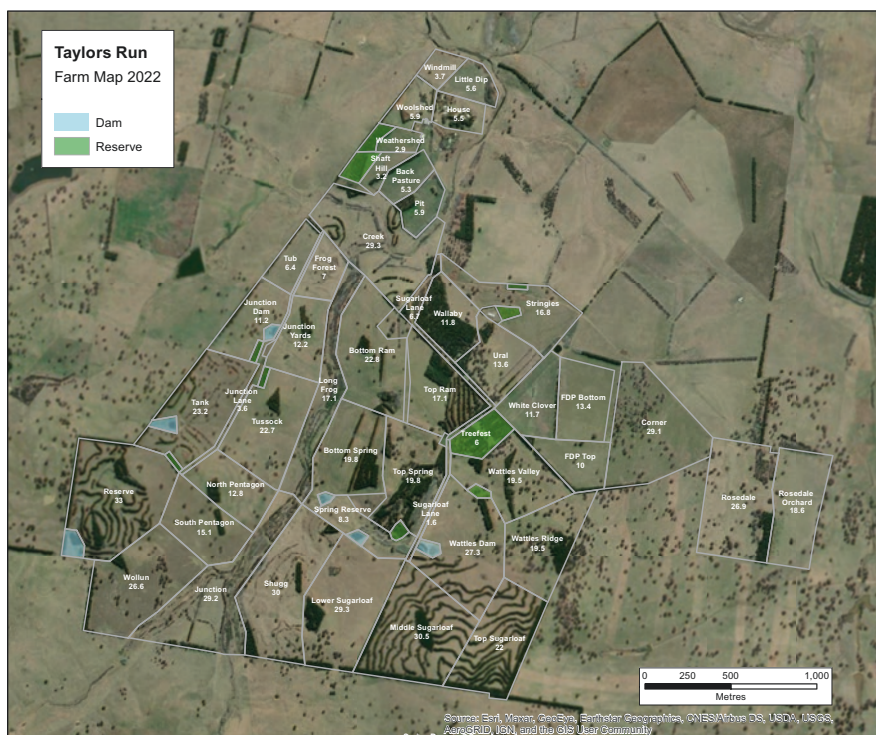 Taylors Run
Farm Map 2022
Dam
Reserve
Windmill
3.7
Little Dip
5.6
Woolshed
5.9
House
5.5
Weathershed
2.9
Shaft
Hill
3.2
Back
Pasture
5.3
Pit
5.9
Creek
29.3
Tub
6.4
Frog
Forest
7
Junction
Dam
11.2
Junction
Yards
12.2
Sugarloaf
Lane
6.7
Wallaby
11.8
Stringies
16.8
Ural
13.6
Bottom Ram
22.8
Long
Frog
17.1
Top Ram
17.1
Tank
23.2
Junction
Lane
3.6
Tussock
22.7
White Clover
11.7
FDP Bottom
13.4
Corner
29.1
Treefest
6
FDP Top
10
Bottom Spring
19.8
Top Spring
19.8
Wattles Valley
19.5
Reserve
33
North Pentagon
12.8
South Pentagon
15.1
Spring Reserve
8.3
Sugarloaf
Lane
1.6
Rosedale
26.9
Rosedale
Orchard
18.6
Wattles Dam
27.3
Wattles Ridge
19.5
Wollun
26.6
Junction
29.2
Shugg
30
Lower Sugarloaf
29.3
Middle Sugarloaf
30.5
Top Sugarloaf
22
0 250 500 1,000
Metres
Source: Esri, Maxar, GeoEye, Earthstar Geographics, CNES/Airbus DS, USDA, USGS,
AeroGRID, IGN, and the GIS User Community